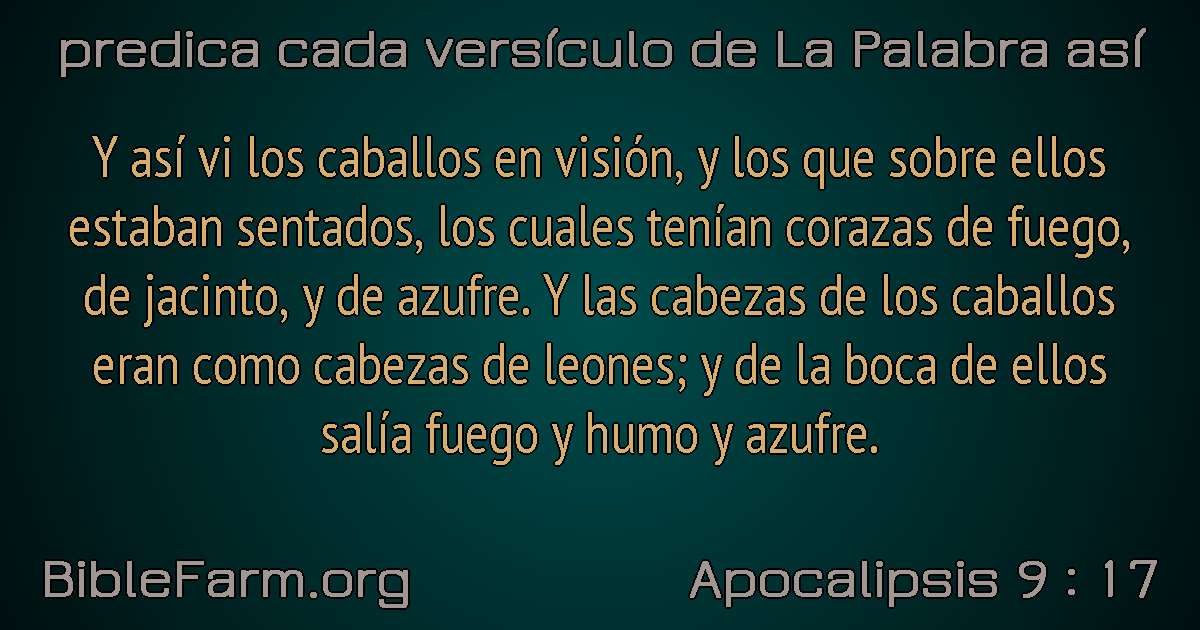 predica cada versículo de La Palabra así
Y así vi los caballos en visión, y los que sobre ellos
estaban sentados, los cuales tenían corazas de fuego,
de jacinto, y de azufre. Y las cabezas de los caballos
eran como cabezas de leones; y de la boca de ellos
salía fuego y humo y azufre.
BibleFarm.org
Apocalipsis 9 : 17